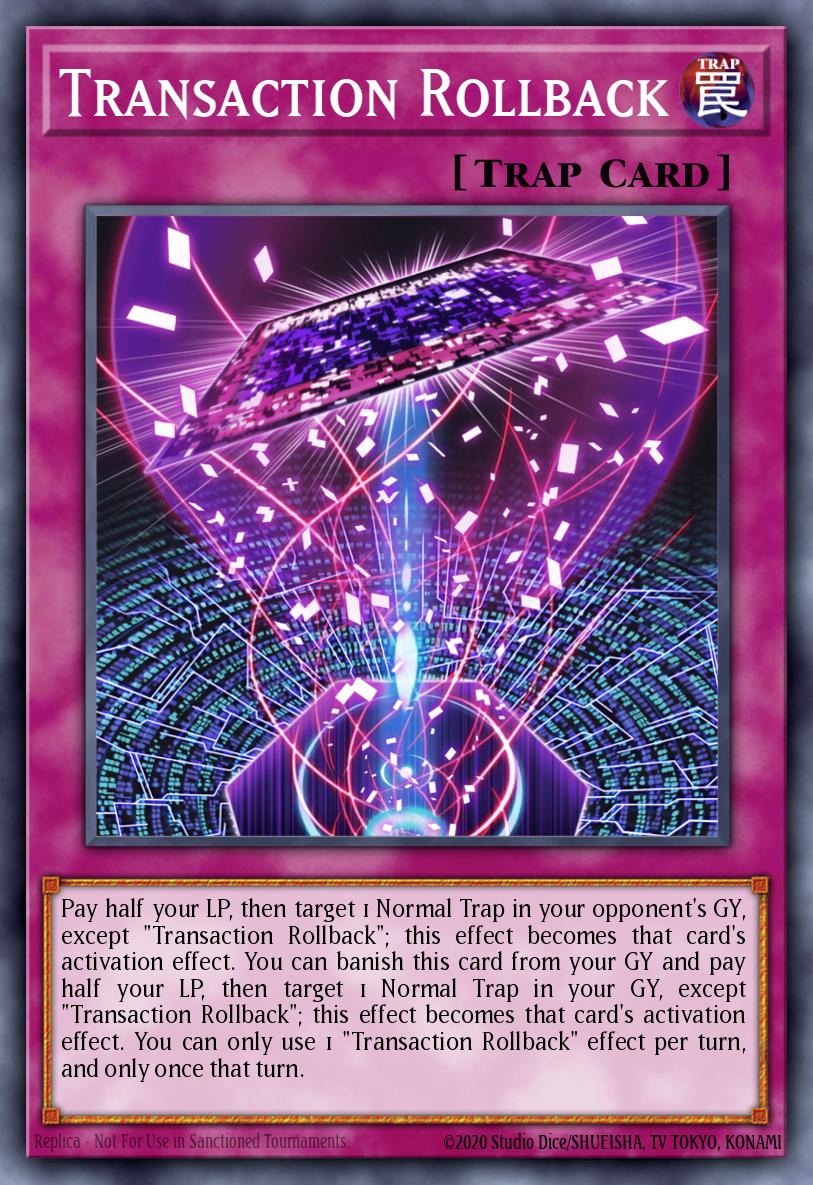 Transaction Rollback
TRAP
罠
[Trap Card]
Pay half your LP, then target 1 Normal Trap in your opponent's GY,
except "Transaction Rollback"; this effect becomes that card's
activation effect. You can banish this card from your GY and pay
half your LP, then target 1 Normal Trap in your GY, except
"Transaction Rollback"; this effect becomes that card's activation
effect. You can only use 1 "Transaction Rollback" effect per turn,
and only once that turn.
Replica - Not For Use in Sanctioned Tournaments.
©2020 Studio Dice/SHUEISHA, TV TOKYO, KONAMI